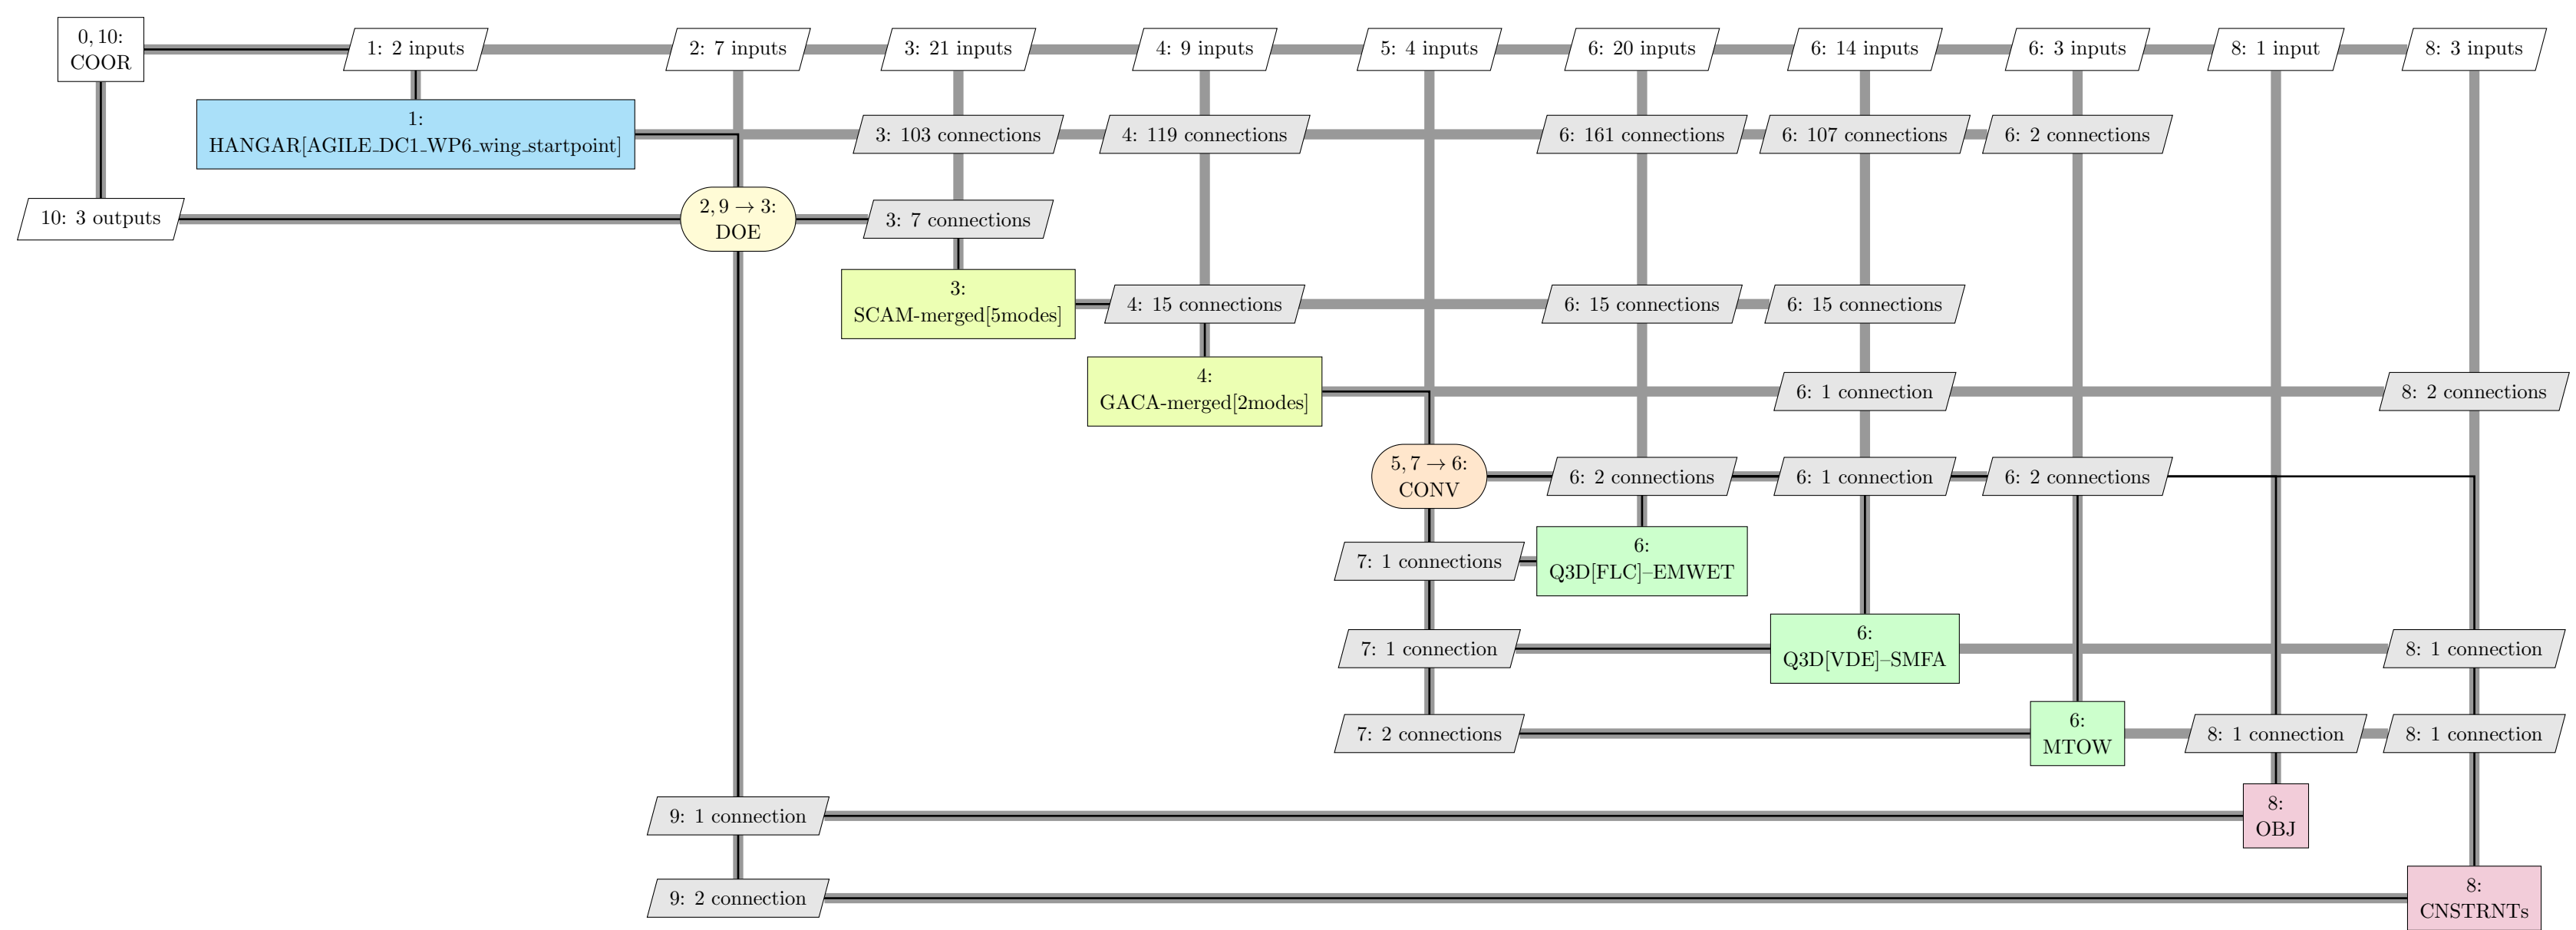 0, 10:
COOR
1: 2 inputs
2: 7 inputs
3: 21 inputs
4: 9 inputs
5: 4 inputs
6: 20 inputs
6: 14 inputs
6: 3 inputs
8: 1 input
8: 3 inputs
1:
HANGAR[AGILE_DC1_WP6_wing_startpoint]
3: 103 connections
4: 119 connections
6: 161 connections
6: 107 connections
6: 2 connections
10: 3 outputs
2, 9 → 3:
DOE
3: 7 connections
3:
SCAM-merged[5modes]
4: 15 connections
6: 15 connections
6: 15 connections
4:
GACA-merged[2modes]
6: 1 connection
8: 2 connections
5, 7 → 6:
CONV
6: 2 connections
6: 1 connection
6: 2 connections
7: 1 connections
6:
Q3D[FLC]–EMWET
7: 1 connection
6:
Q3D[VDE]–SMFA
8: 1 connection
7: 2 connections
6:
MTOW
8: 1 connection
8: 1 connection
9: 1 connection
8:
OBJ
9: 2 connection
8:
CNSTRNTs